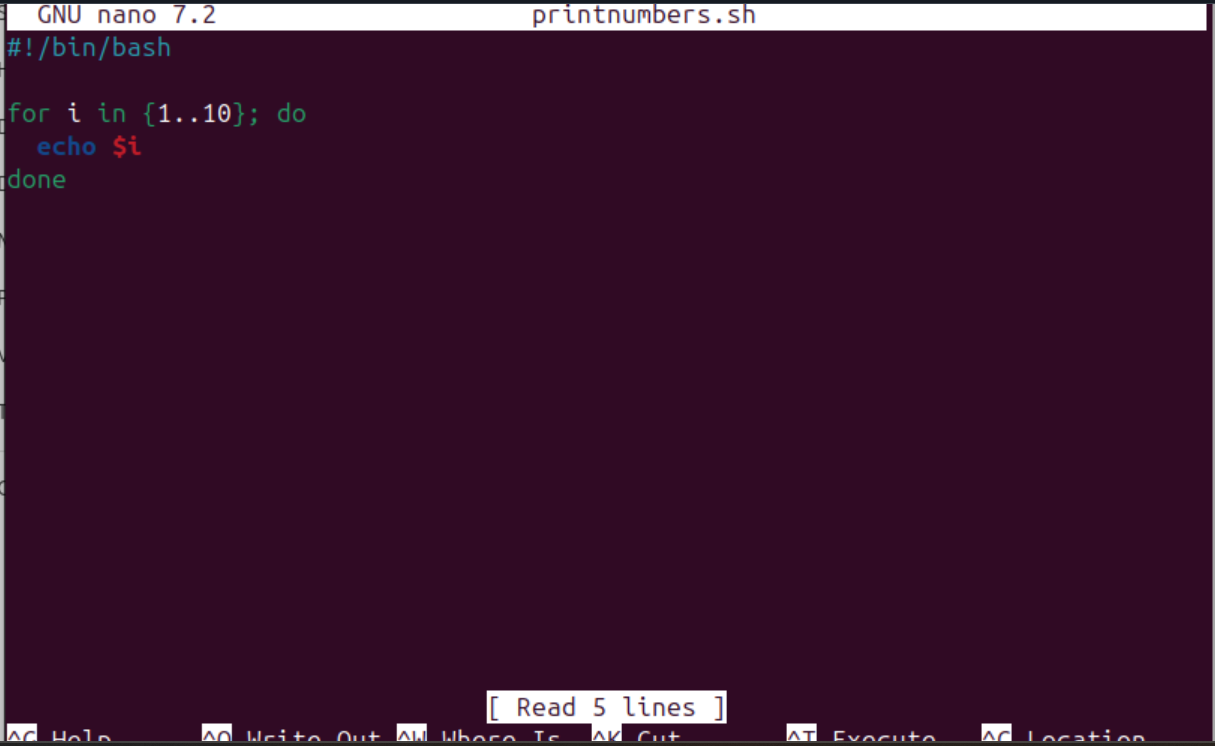 GNU nano 7.2 printnumbers.sh
#!/bin/bash

for i in {1..10}; do
  echo $i
done
[ Read 5 lines ]
^G Help ^O Write Out ^W Where Is ^K Cut ^T Execute ^C Location